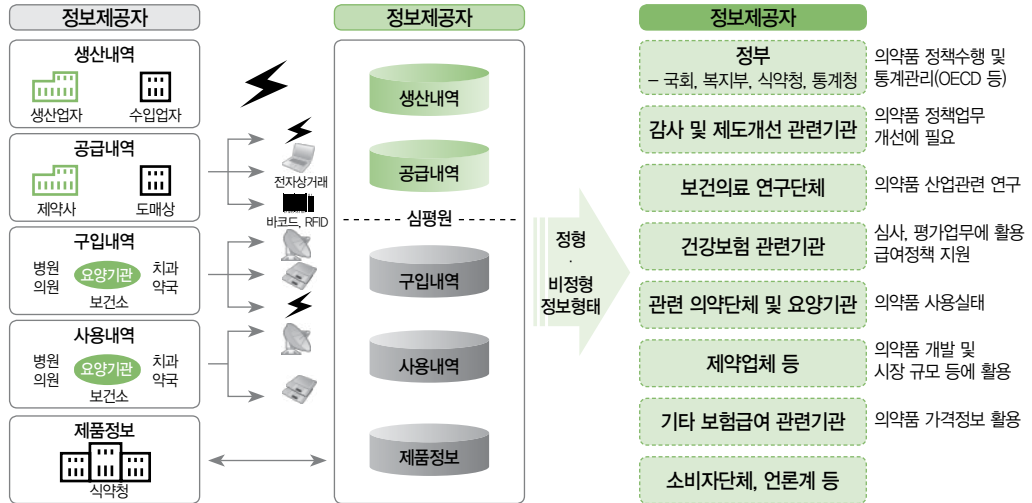 정보제공자
생산내역
생산업자
수입업자
공급내역
제약사
도매상
구입내역
병원
의원
요양기관
치과
약국
보건소
사용내역
병원
의원
요양기관
치과
약국
보건소
제품정보
식약청
전자상거래
바코드, RFID
정보제공자
생산내역
공급내역
심평원
구입내역
사용내역
제품정보
정형
·
비정형
정보형태
정보제공자
정부
– 국회, 복지부, 식약청, 통계청
의약품 정책수행 및
통계관리(OECD 등)
감사 및 제도개선 관련기관
의약품 정책업무
개선에 필요
보건의료 연구단체
의약품 산업관련 연구
건강보험 관련기관
심사, 평가업무에 활용
급여정책 지원
관련 의약단체 및 요양기관
의약품 사용실태
제약업체 등
의약품 개발 및
시장 규모 등에 활용
기타 보험급여 관련기관
의약품 가격정보 활용
소비자단체, 언론계 등